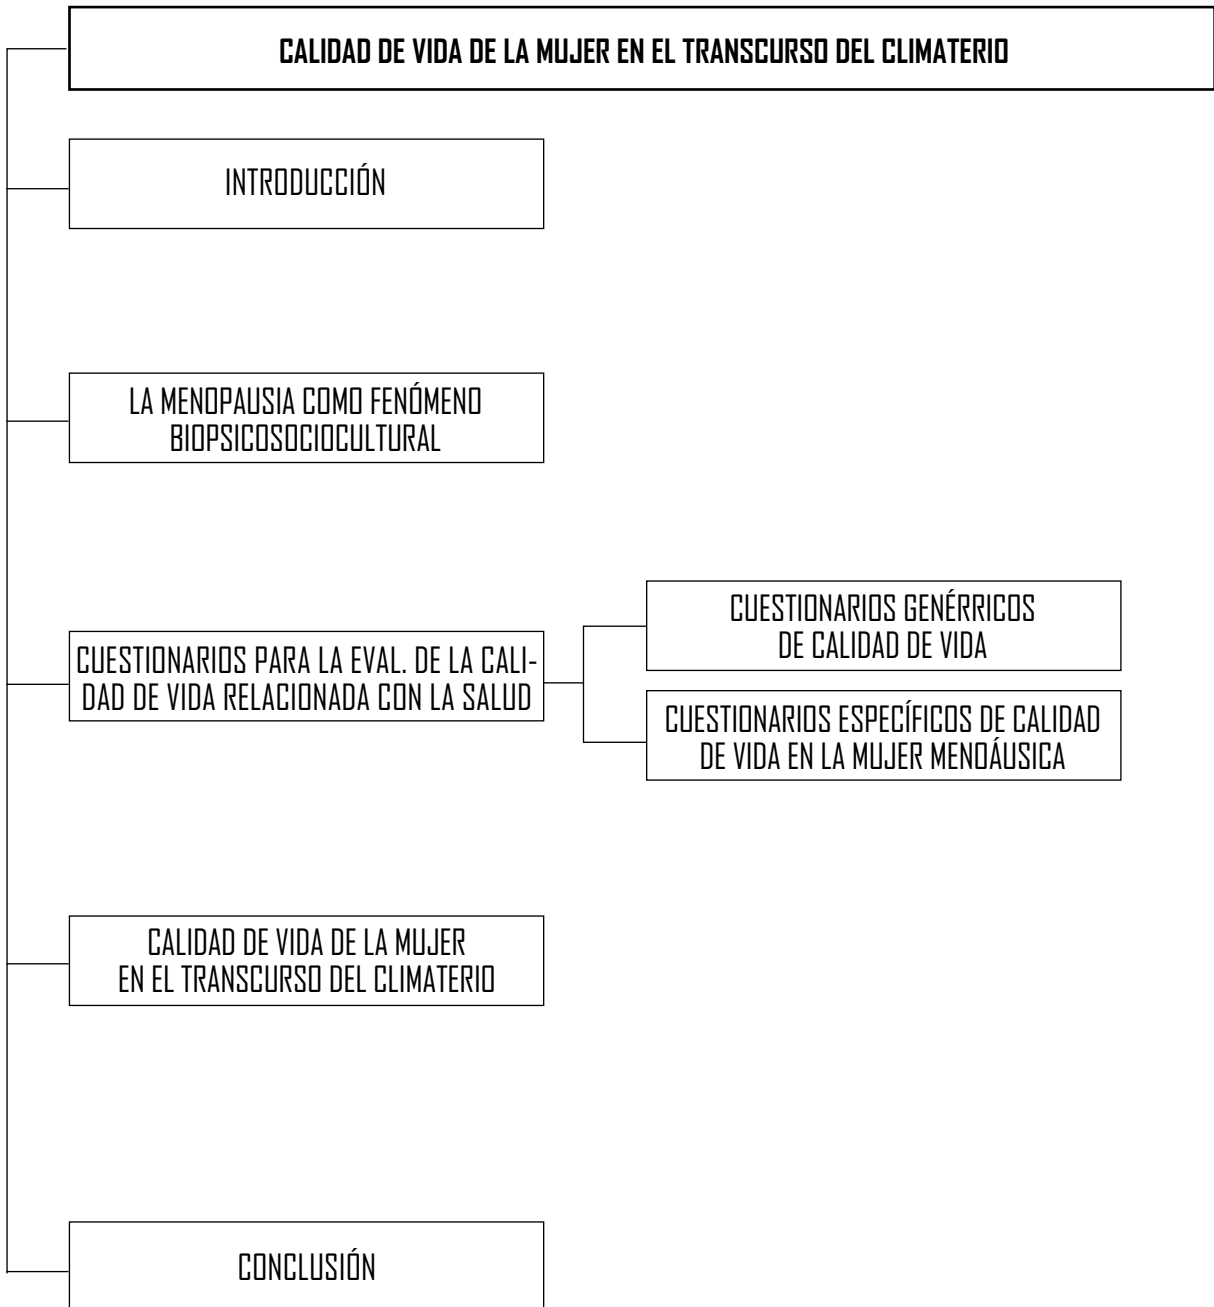 CALIDAD DE VIDA DE LA MUJER EN EL TRANSCURSO DEL CLIMATERIO
INTRODUCCIÓN
LA MENOPAUSIA COMO FENÓMENO
BIOPSICOSOCIOCULTURAL
CUESTIONARIOS PARA LA EVAL. DE LA CALI-
DAD DE VIDA RELACIONADA CON LA SALUD
CUESTIONARIOS GENÉRRICOS
DE CALIDAD DE VIDA
CUESTIONARIOS ESPECÍFICOS DE CALIDAD
DE VIDA EN LA MUJER MENOÁUSICA
CALIDAD DE VIDA DE LA MUJER
EN EL TRANSCURSO DEL CLIMATERIO
CONCLUSIÓN